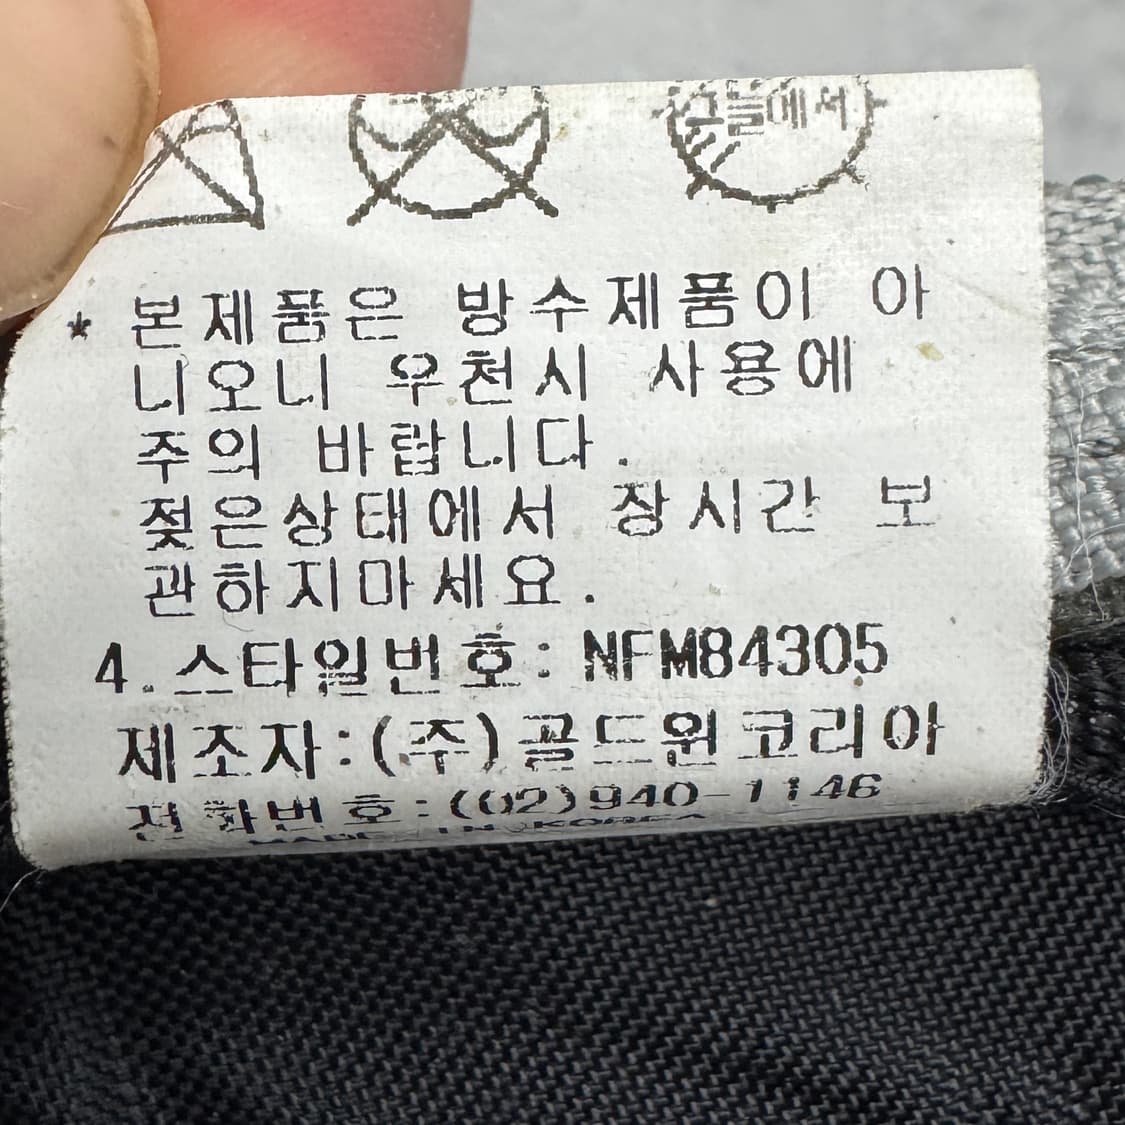 그늘에서
* 본제품은 방수제품이 아
니오니 우천시 사용에
주의 바랍니다.
젖은상태에서 장시간 보
관하지마세요.
4.스타일번호: NFM84305
제조자:(주)골드윈코리아
전화번호:(02)940-1146
MADE IN KOREA